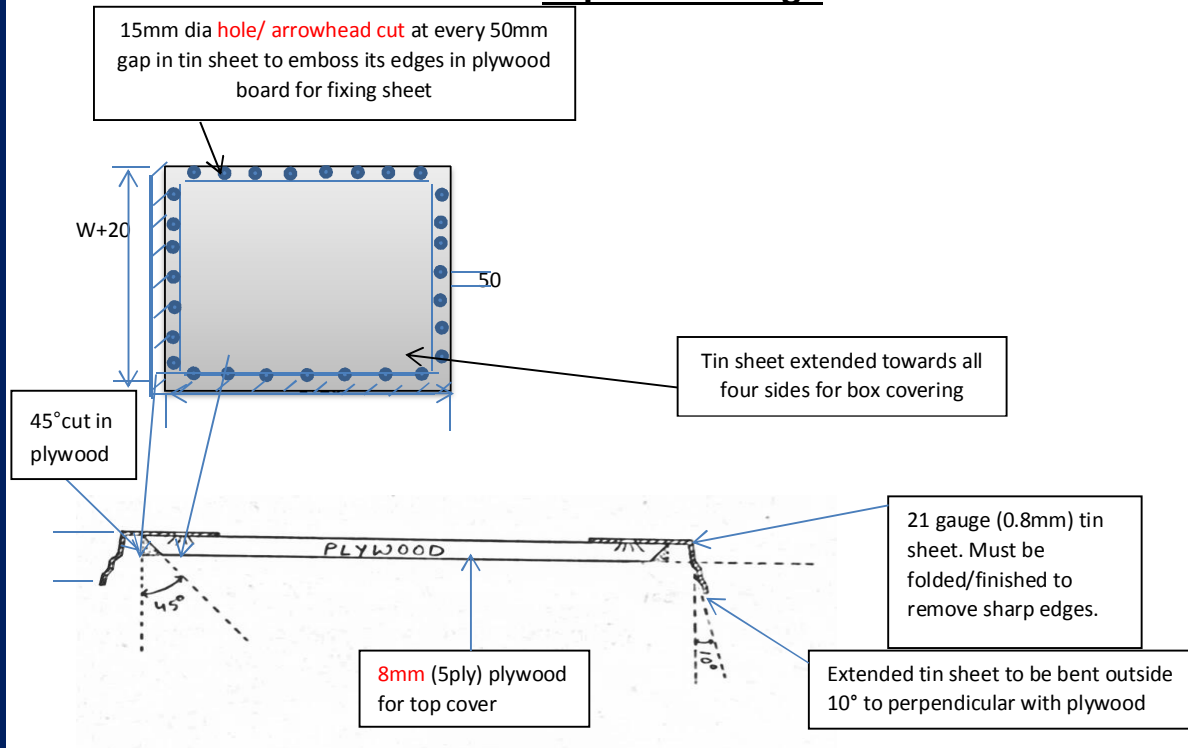 15mm dia hole/ arrowhead cut at every 50mm
gap in tin sheet to emboss its edges in plywood
board for fixing sheet
W+20
50
Tin sheet extended towards all
four sides for box covering
45°cut in
plywood
PLYWOOD
45°
10°
21 gauge (0.8mm) tin
sheet. Must be
folded/finished to
remove sharp edges.
8mm (5ply) plywood
for top cover
Extended tin sheet to be bent outside
10° to perpendicular with plywood